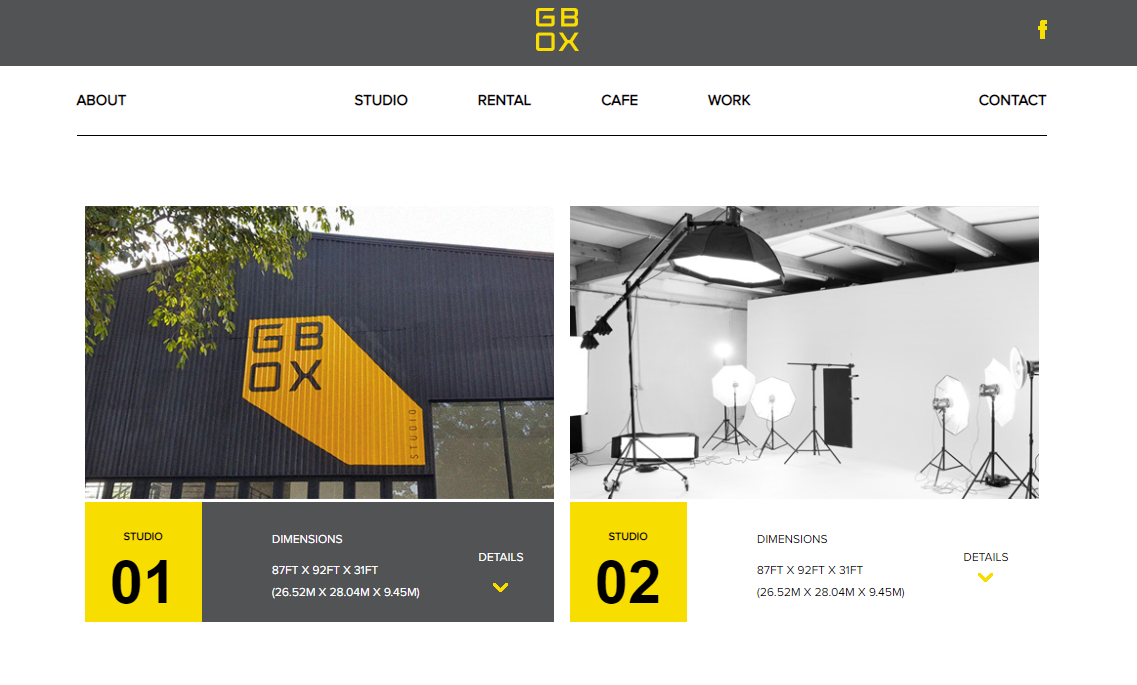 GB
OX
f
ABOUT STUDIO RENTAL CAFE WORK CONTACT
GB
OX
STUDIO
STUDIO
01
DIMENSIONS
87FT X 92FT X 31FT
(26.52M X 28.04M X 9.45M)
DETAILS
STUDIO
02
DIMENSIONS
87FT X 92FT X 31FT
(26.52M X 28.04M X 9.45M)
DETAILS